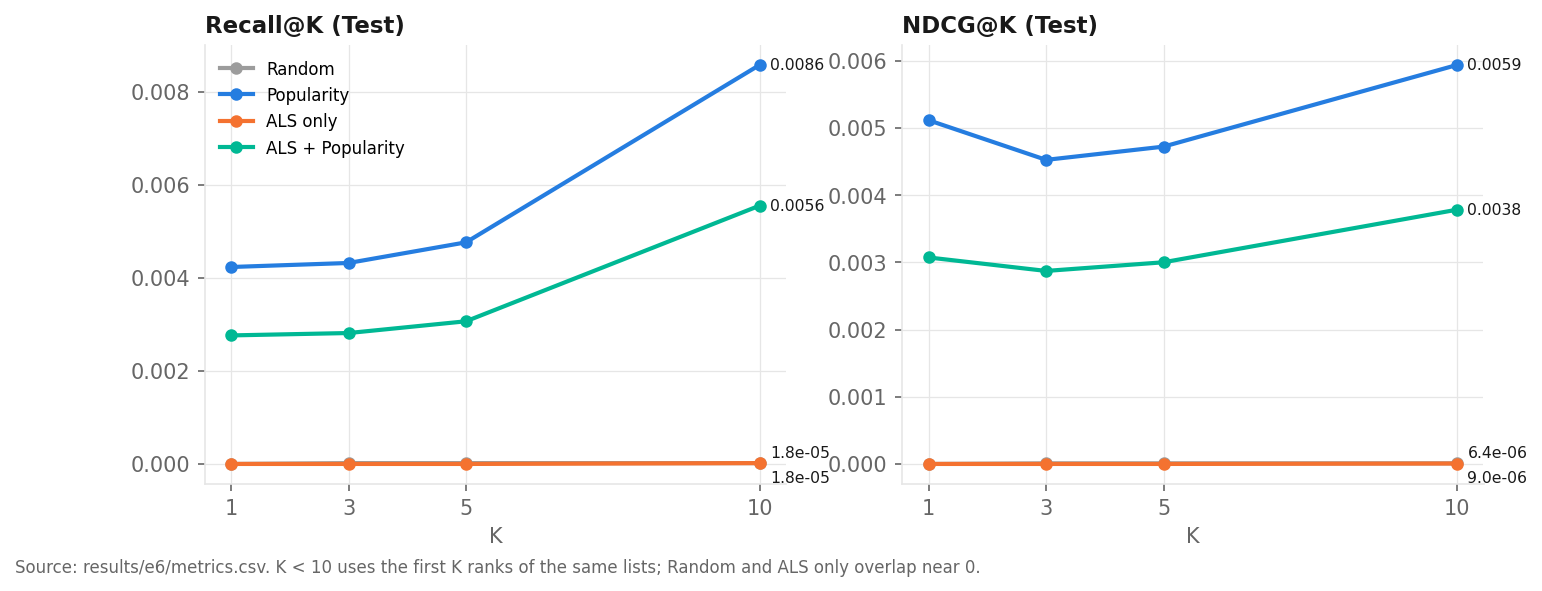 Recall@K (Test)
Random
Popularity
ALS only
ALS + Popularity
0.008
0.006
0.004
0.002
0.000
0.0086
0.0056
1.8e-05
1.8e-05
1
3
5
10
K
NDCG@K (Test)
0.006
0.005
0.004
0.003
0.002
0.001
0.000
0.0059
0.0038
6.4e-06
9.0e-06
1
3
5
10
K
Source: results/e6/metrics.csv. K < 10 uses the first K ranks of the same lists; Random and ALS only overlap near 0.